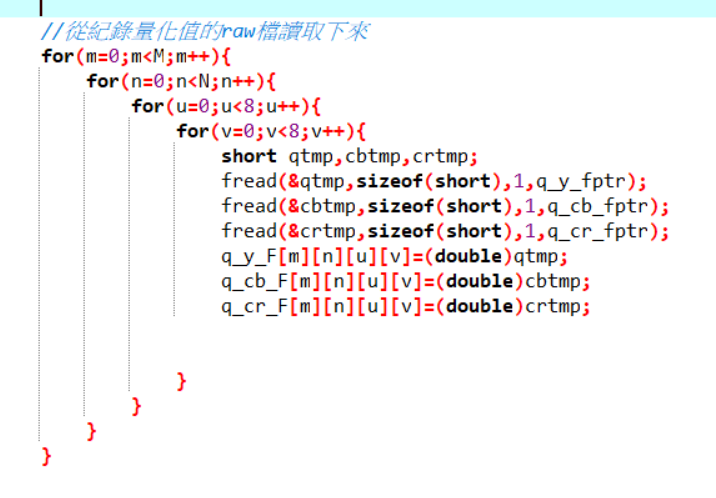 //從紀錄量化值的raw檔讀取下來
for(m=0;m<M;m++){
for(n=0;n<N;n++){
for(u=0;u<8;u++){
for(v=0;v<8;v++){
short qtmp,cbtmp,crtmp;
fread(&qtmp,sizeof(short),1,q_y_fptr);
fread(&cbtmp,sizeof(short),1,q_cb_fptr);
fread(&crtmp,sizeof(short),1,q_cr_fptr);
q_y_F[m][n][u][v]=(double)qtmp;
q_cb_F[m][n][u][v]=(double)cbtmp;
q_cr_F[m][n][u][v]=(double)crtmp;
}
}
}
}